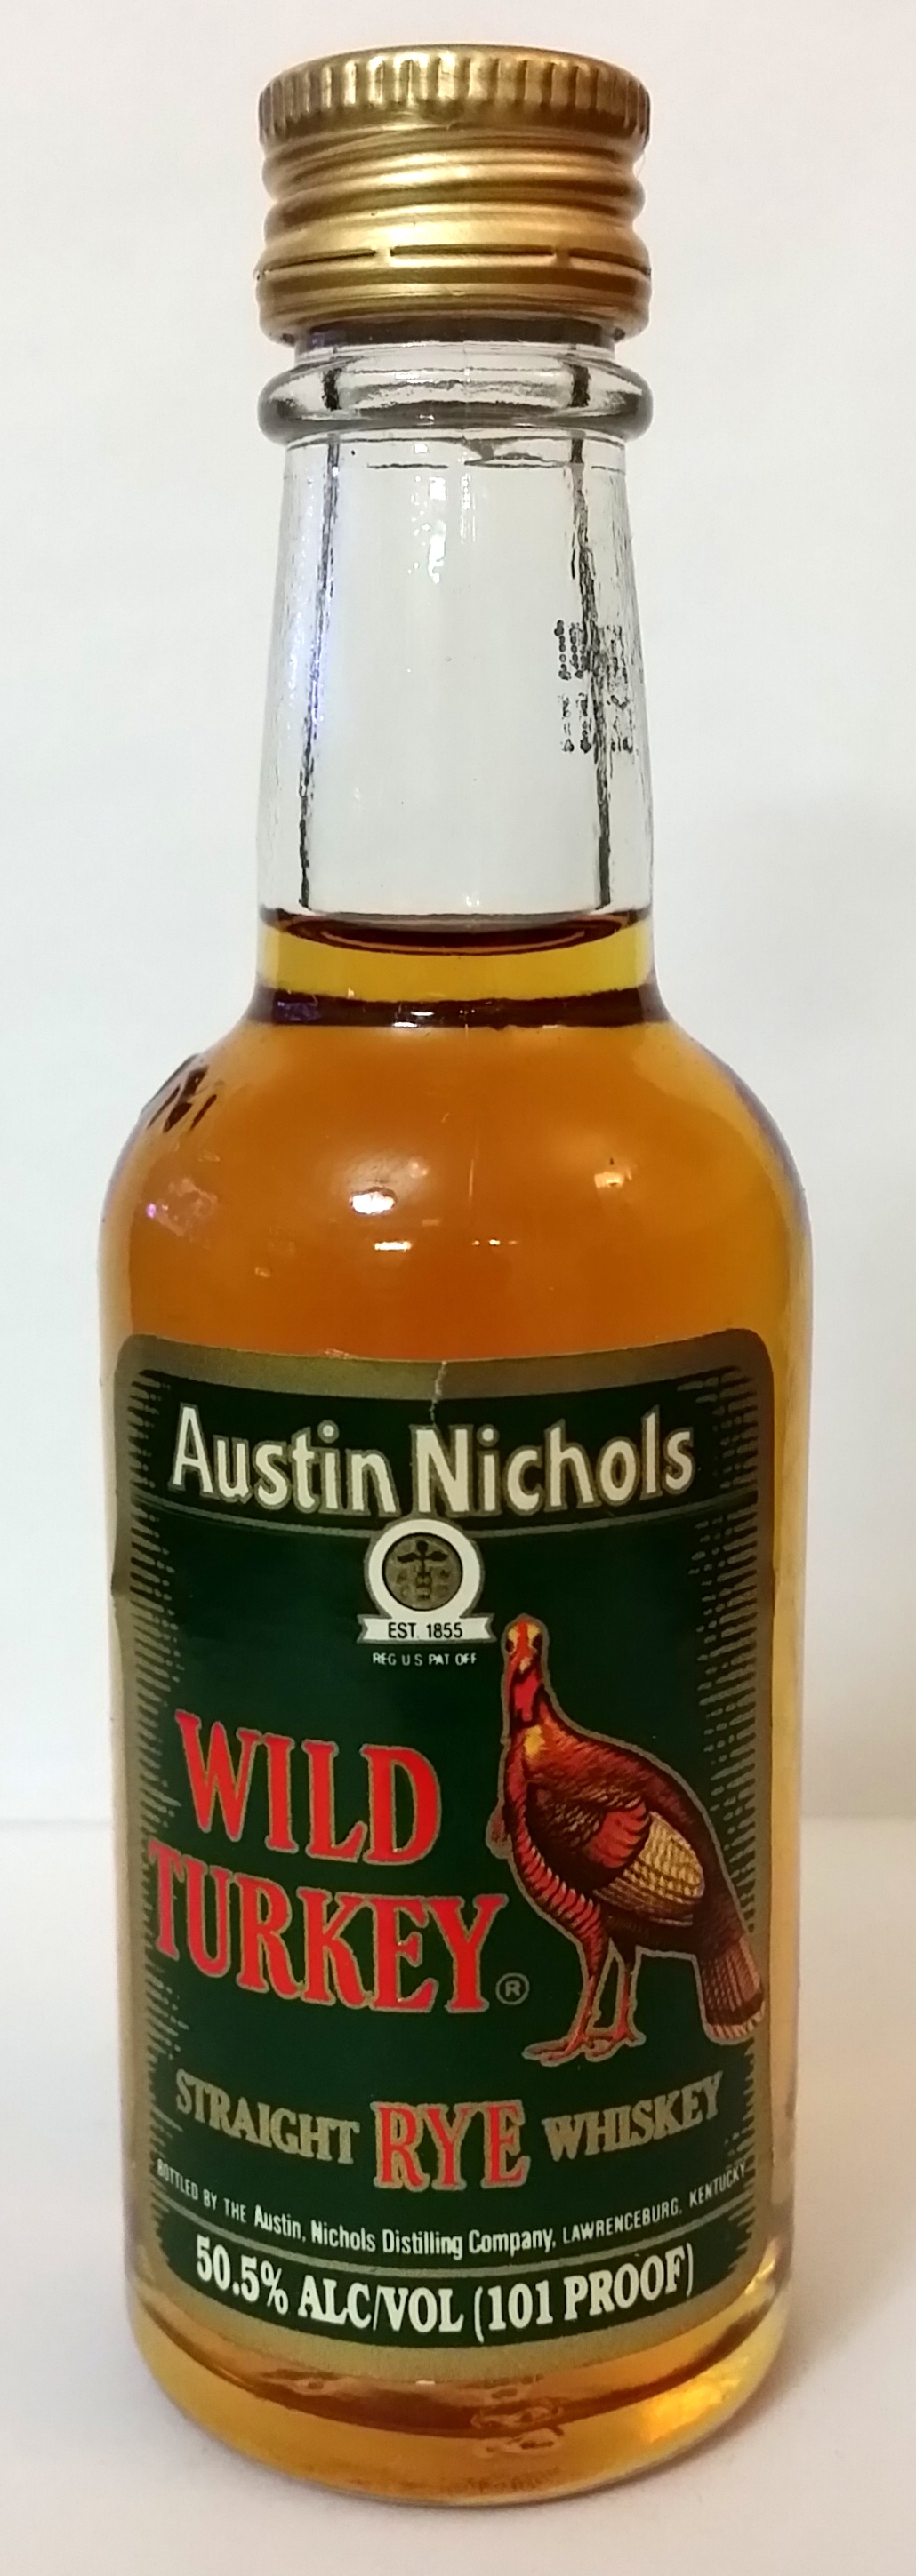 Austin Nichols
EST. 1855
REG U S PAT OFF
WILD
TURKEY®
STRAIGHT RYE WHISKEY
BOTTLED BY THE Austin, Nichols Distilling Company, LAWRENCEBURG, KENTUCKY
50.5% ALC/VOL (101 PROOF)